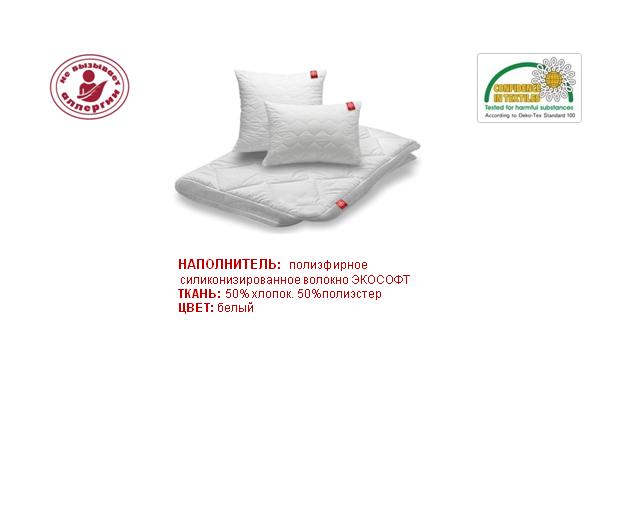 не вызывает
аллергии
CONFIDENCE
IN TEXTILES
Tested for harmful substances
According to Oeko-Tex Standard 100
НАПОЛНИТЕЛЬ: полиэфирное
силиконизированное волокно ЭКОСОФТ
ТКАНЬ: 50% хлопок. 50%полиэстер
ЦВЕТ: белый